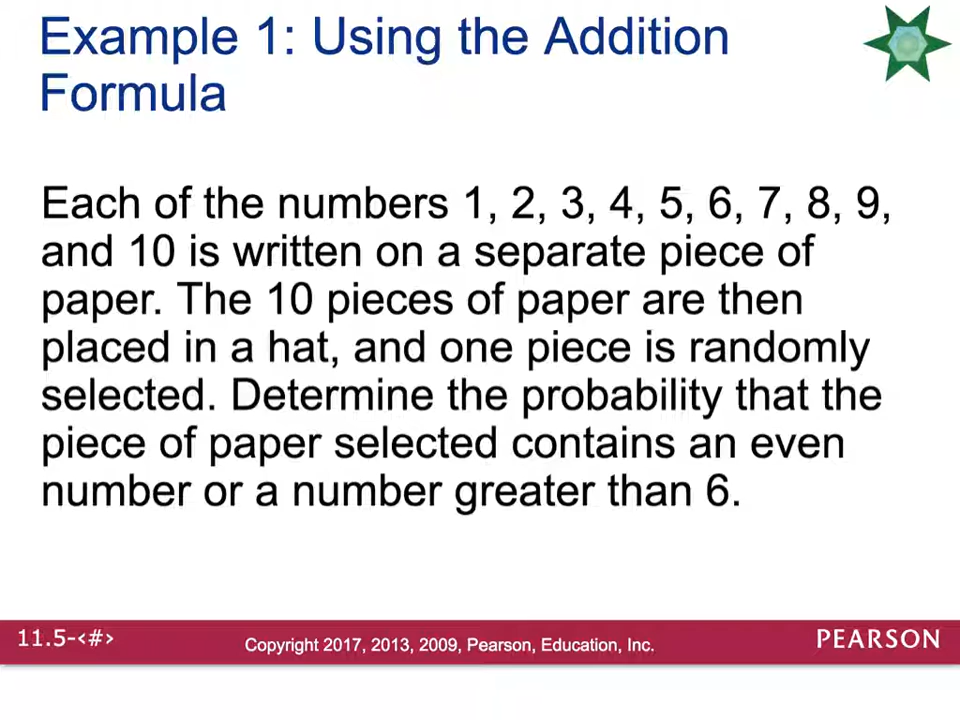 Example 1: Using the Addition
Formula
Each of the numbers 1, 2, 3, 4, 5, 6, 7, 8, 9,
and 10 is written on a separate piece of
paper. The 10 pieces of paper are then
placed in a hat, and one piece is randomly
selected. Determine the probability that the
piece of paper selected contains an even
number or a number greater than 6.
11.5-‹#›
Copyright 2017, 2013, 2009, Pearson, Education, Inc.
PEARSON